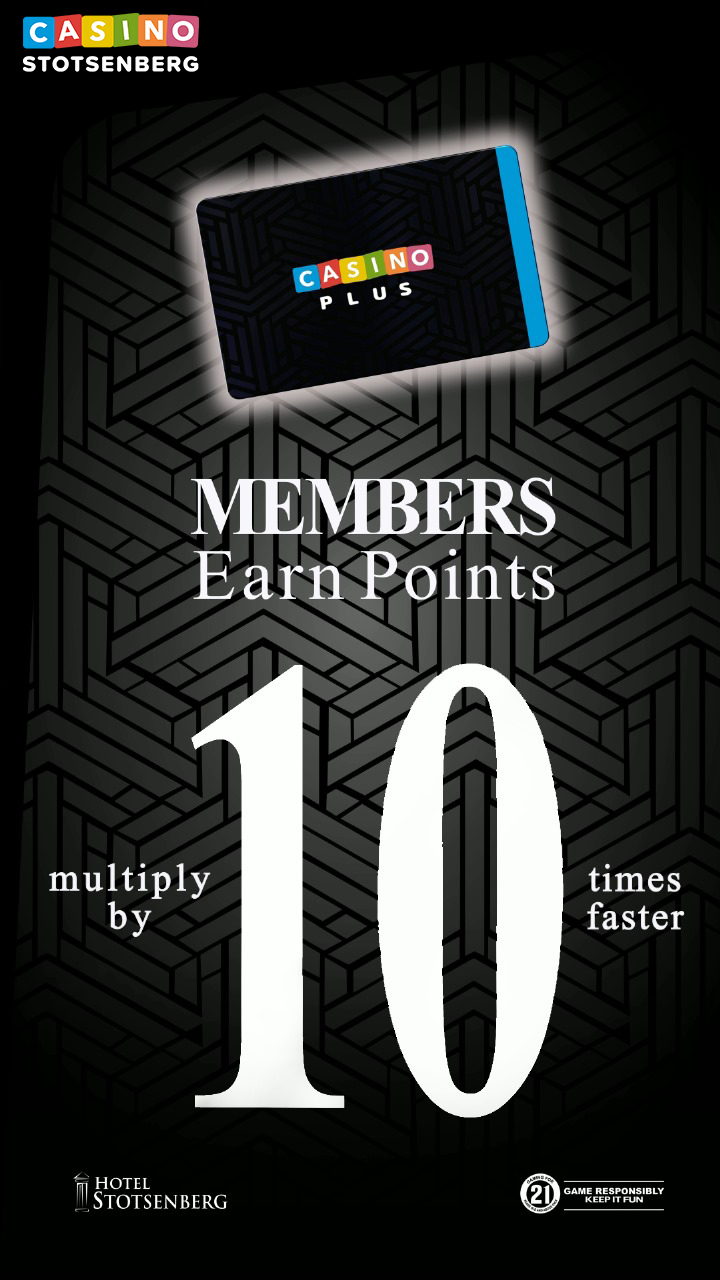 CASINO
STOTSENBERG
CASINO
PLUS
MEMBERS
Earn Points
multiply
by
10
times
faster
HOTEL
STOTSENBERG
21
GAME RESPONSIBLY
KEEP IT FUN